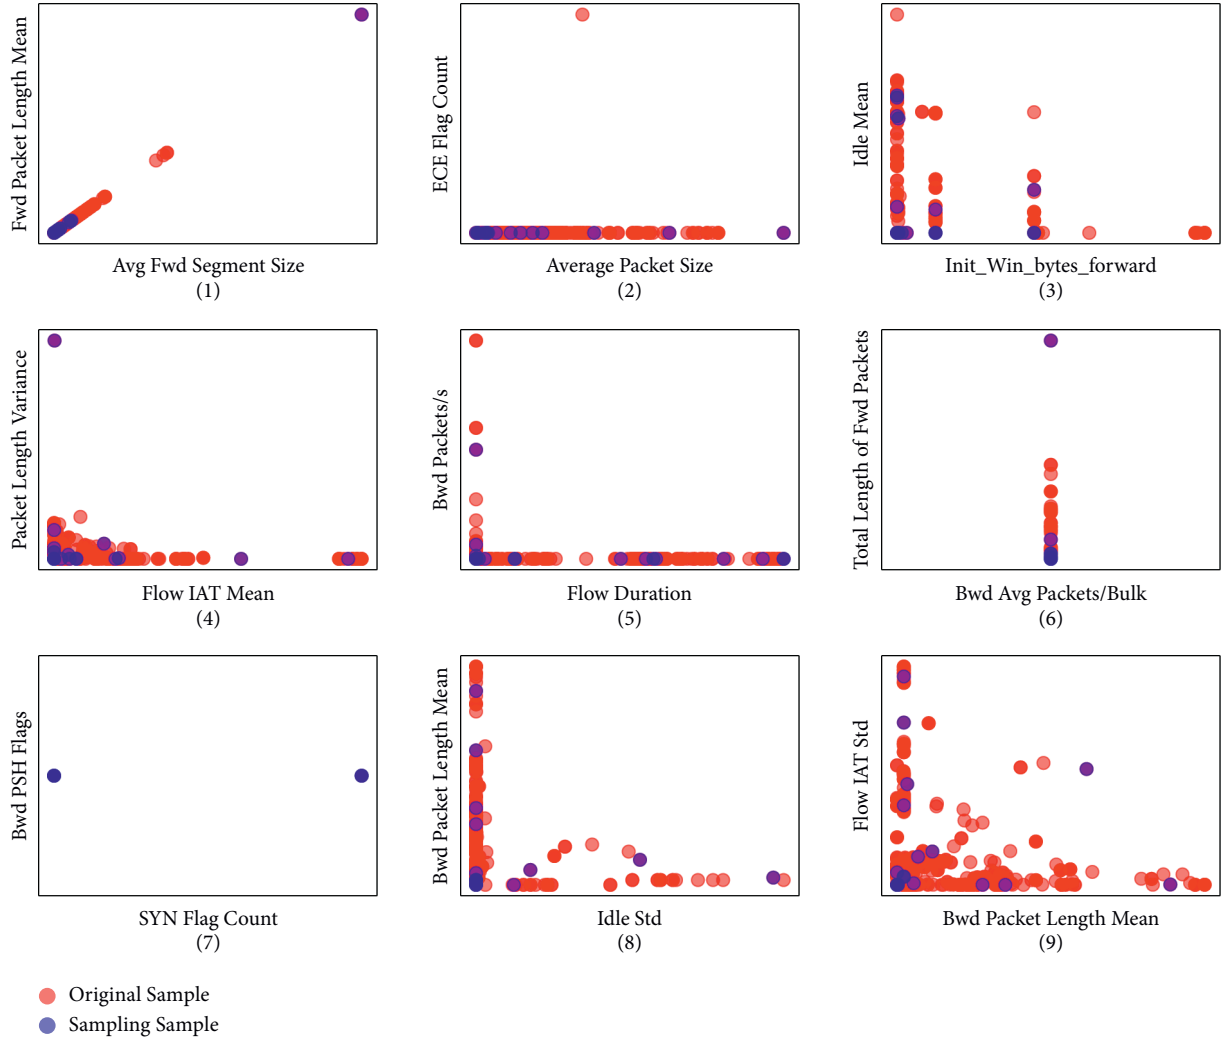 Fwd Packet Length Mean
Avg Fwd Segment Size
(1)
ECE Flag Count
Average Packet Size
(2)
Idle Mean
Init_Win_bytes_forward
(3)
Packet Length Variance
Flow IAT Mean
(4)
Bwd Packets/s
Flow Duration
(5)
Total Length of Fwd Packets
Bwd Avg Packets/Bulk
(6)
Bwd PSH Flags
SYN Flag Count
(7)
Bwd Packet Length Mean
Idle Std
(8)
Flow IAT Std
Bwd Packet Length Mean
(9)
Original Sample
Sampling Sample